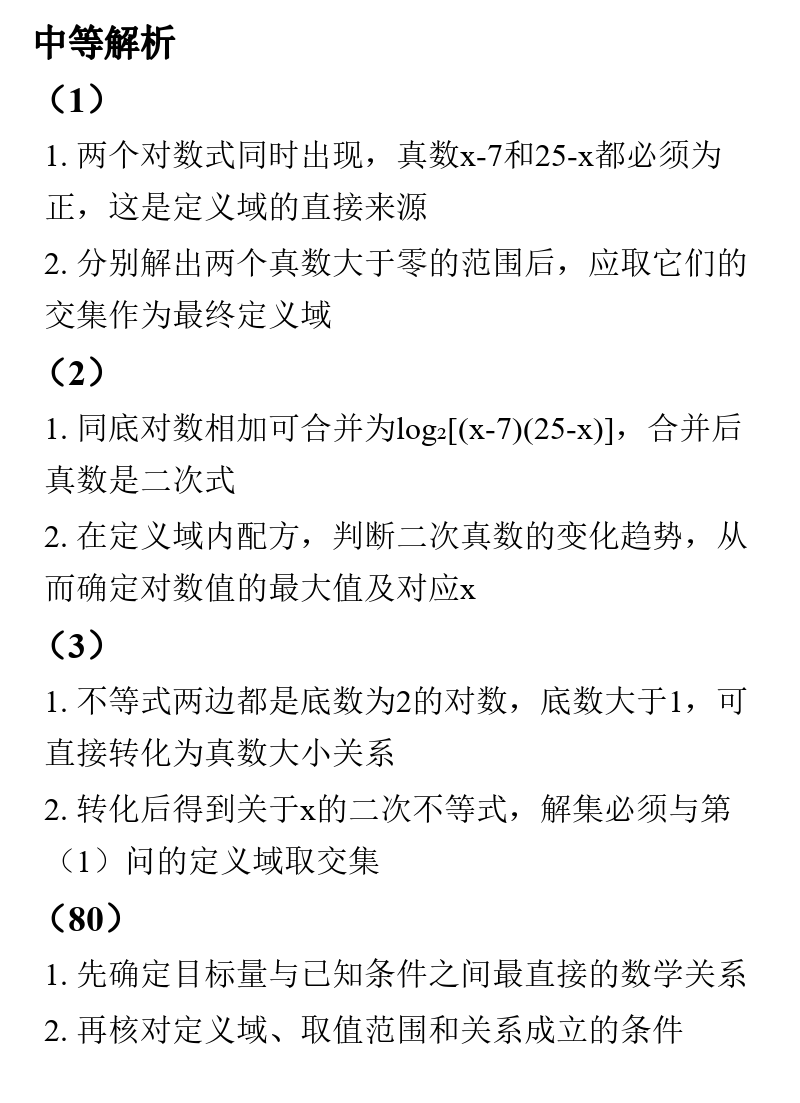 中等解析
（1）
1. 两个对数式同时出现，真数x-7和25-x都必须为
正，这是定义域的直接来源
2. 分别解出两个真数大于零的范围后，应取它们的
交集作为最终定义域
（2）
1. 同底对数相加可合并为log₂[(x-7)(25-x)]，合并后
真数是二次式
2. 在定义域内配方，判断二次真数的变化趋势，从
而确定对数值的最大值及对应x
（3）
1. 不等式两边都是底数为2的对数，底数大于1，可
直接转化为真数大小关系
2. 转化后得到关于x的二次不等式，解集必须与第
（1）问的定义域取交集
（80）
1. 先确定目标量与已知条件之间最直接的数学关系
2. 再核对定义域、取值范围和关系成立的条件